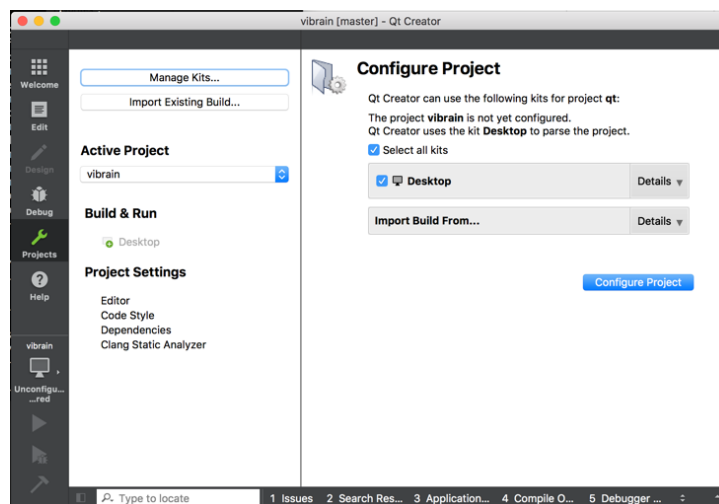 vibrain [master] - Qt Creator
Welcome
Edit
Design
Debug
Projects
Help
vibrain
Unconfigu...
...red
Manage Kits...
Import Existing Build...
Active Project
vibrain
Build & Run
Desktop
Project Settings
Editor
Code Style
Dependencies
Clang Static Analyzer
Configure Project
Qt Creator can use the following kits for project qt:
The project vibrain is not yet configured.
Qt Creator uses the kit Desktop to parse the project.
Select all kits
Desktop Details
Import Build From... Details
Configure Project
Type to locate 1 Issues 2 Search Res... 3 Application... 4 Compile O... 5 Debugger ...